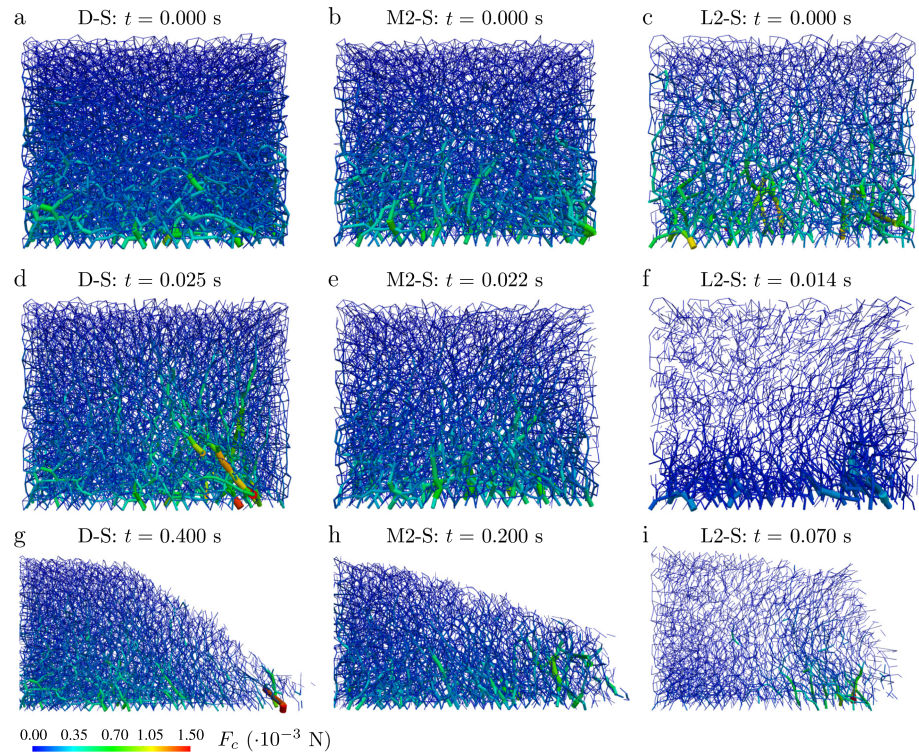 a D-S: t = 0.000 s
b M2-S: t = 0.000 s
c L2-S: t = 0.000 s
d D-S: t = 0.025 s
e M2-S: t = 0.022 s
f L2-S: t = 0.014 s
g D-S: t = 0.400 s
h M2-S: t = 0.200 s
i L2-S: t = 0.070 s
0.00 0.35 0.70 1.05 1.50 F_c (·10⁻³ N)